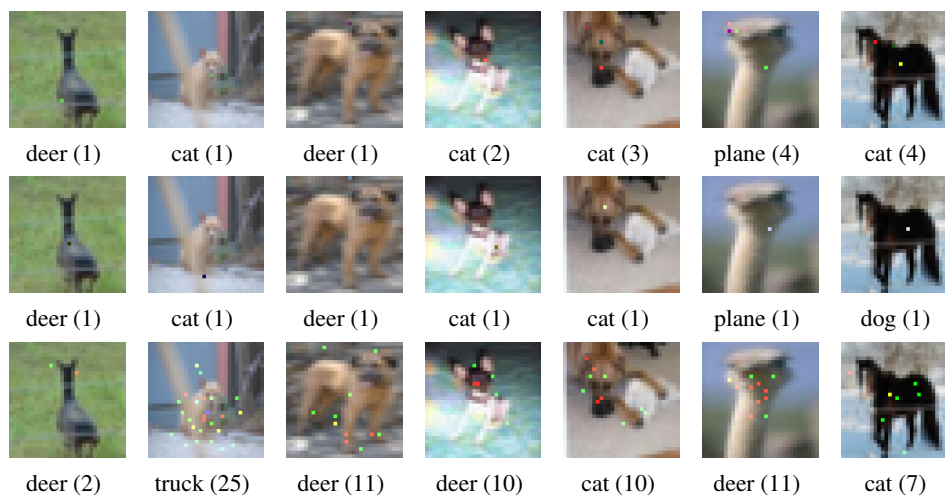 deer (1) cat (1) deer (1) cat (2) cat (3) plane (4) cat (4)
deer (1) cat (1) deer (1) cat (1) cat (1) plane (1) dog (1)
deer (2) truck (25) deer (11) deer (10) cat (10) deer (11) cat (7)